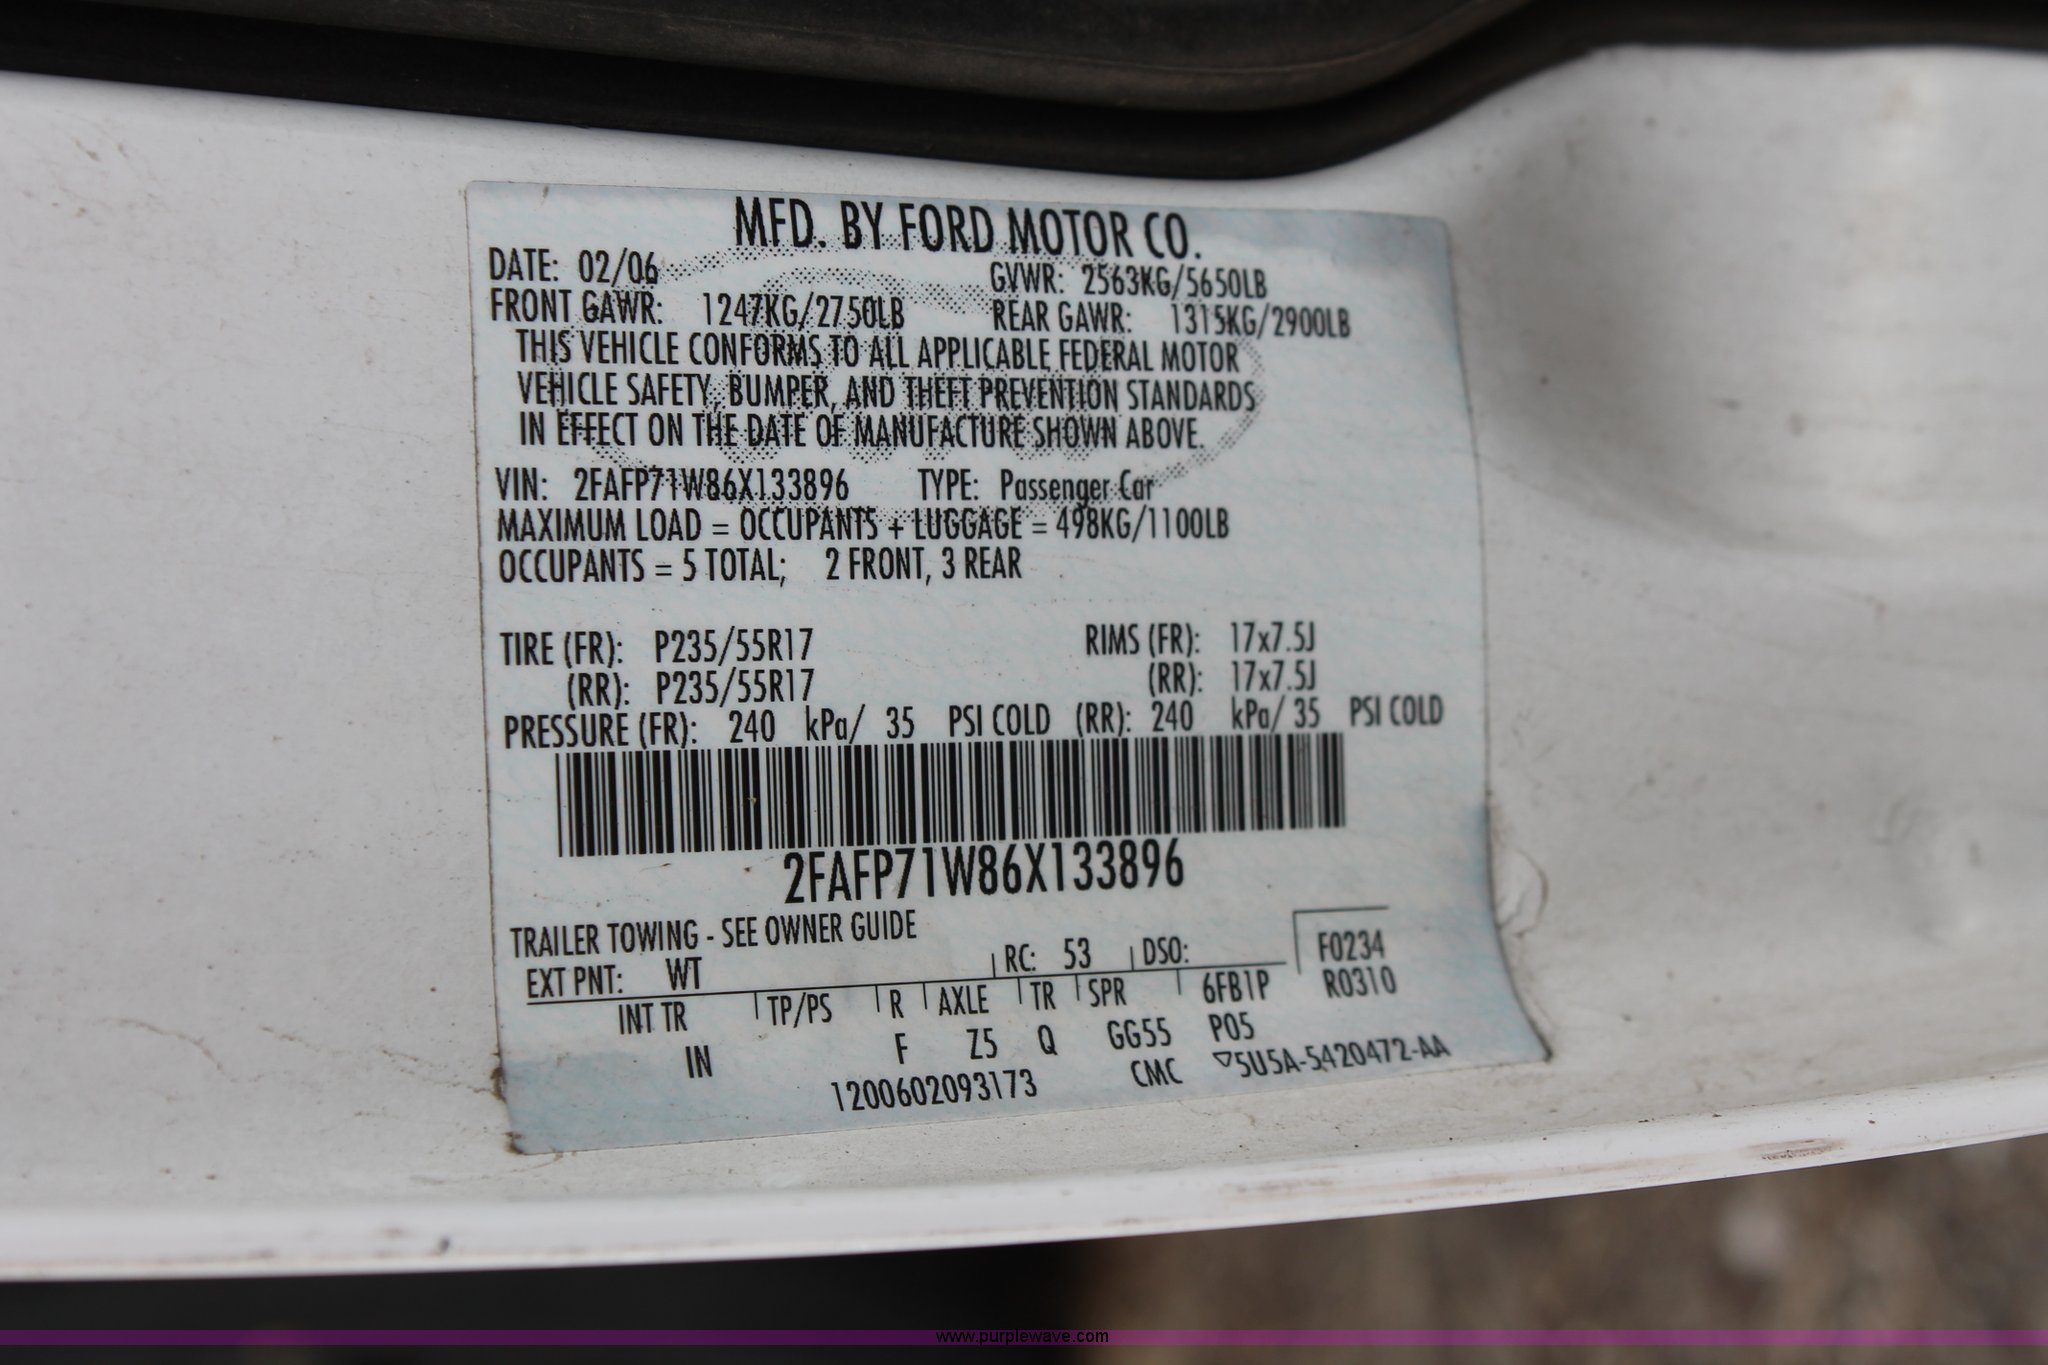 MFD. BY FORD MOTOR CO.
DATE: 02/06 GVWR: 2563KG/5650LB
FRONT GAWR: 1247KG/2750LB REAR GAWR: 1315KG/2900LB
THIS VEHICLE CONFORMS TO ALL APPLICABLE FEDERAL MOTOR
VEHICLE SAFETY, BUMPER, AND THEFT PREVENTION STANDARDS
IN EFFECT ON THE DATE OF MANUFACTURE SHOWN ABOVE.
VIN: 2FAFP71W86X133896 TYPE: Passenger Car
MAXIMUM LOAD = OCCUPANTS + LUGGAGE = 498KG/1100LB
OCCUPANTS = 5 TOTAL; 2 FRONT, 3 REAR
TIRE (FR): P235/55R17 RIMS (FR): 17x7.5J
(RR): P235/55R17 (RR): 17x7.5J
PRESSURE (FR): 240 kPa/ 35 PSI COLD (RR): 240 kPa/ 35 PSI COLD
2FAFP71W86X133896
TRAILER TOWING - SEE OWNER GUIDE
EXT PNT: WT RC: 53 DSO: F0234
INT TR TP/PS R AXLE TR SPR 6FB1P R0310
IN F Z5 Q GG55 P05
1200602093173 CMC ▽5U5A-5420472-AA
www.purplewave.com